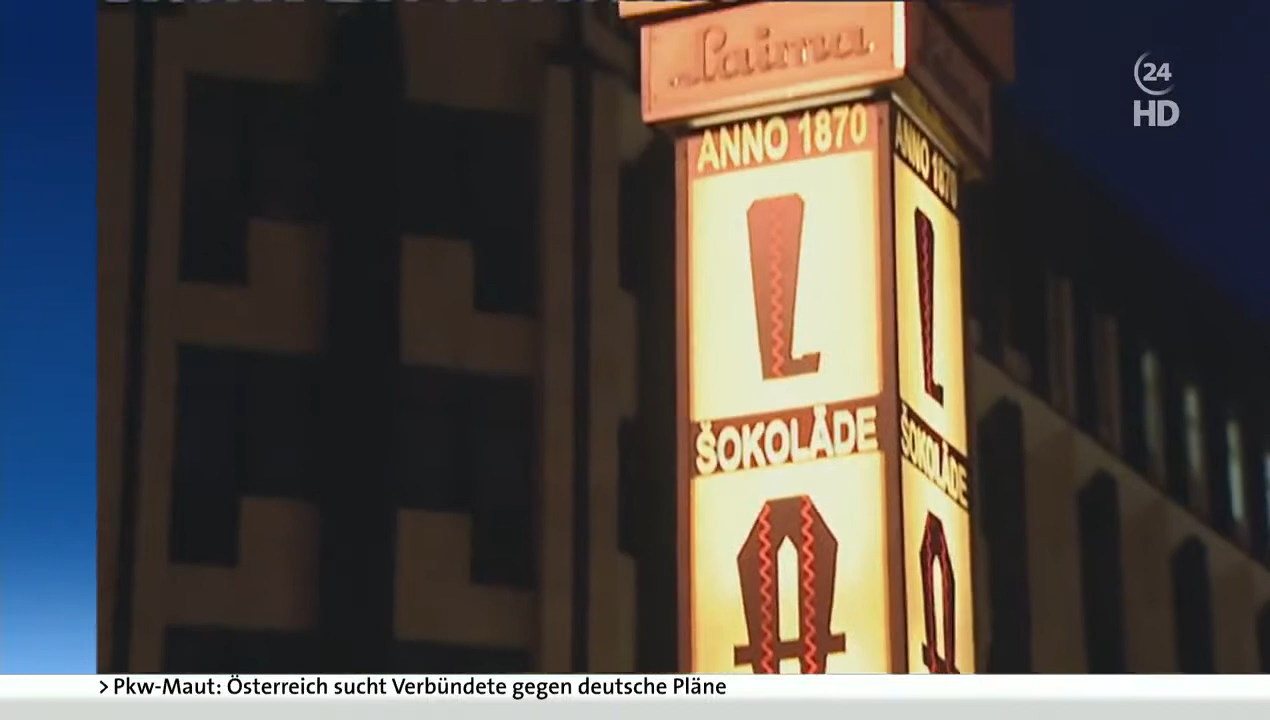 Laima
24
HD
ANNO 1870
ANNO 1870
L
L
ŠOKOLĀDE
ŠOKOLĀDE
A
A
> Pkw-Maut: Österreich sucht Verbündete gegen deutsche Pläne